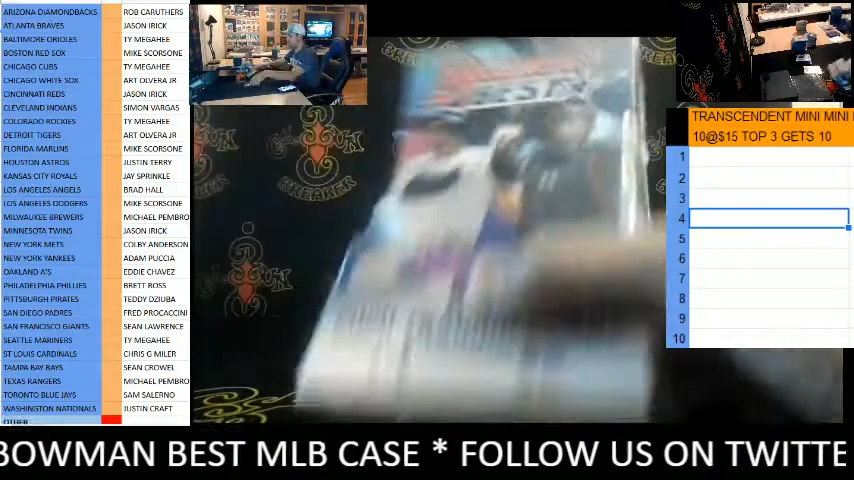 ARIZONA DIAMONDBACKS ROB CARUTHERS
ATLANTA BRAVES JASON IRICK
BALTIMORE ORIOLES TY MEGAHEE
BOSTON RED SOX MIKE SCORSONE
CHICAGO CUBS TY MEGAHEE
CHICAGO WHITE SOX ART OLVERA JR
CINCINNATI REDS JASON IRICK
CLEVELAND INDIANS SIMON VARGAS
COLORADO ROCKIES TY MEGAHEE
DETROIT TIGERS ART OLVERA JR
FLORIDA MARLINS MIKE SCORSONE
HOUSTON ASTROS JUSTIN TERRY
KANSAS CITY ROYALS JAY SPRINKLE
LOS ANGELES ANGELS BRAD HALL
LOS ANGELES DODGERS MIKE SCORSONE
MILWAUKEE BREWERS MICHAEL PEMBRO
MINNESOTA TWINS JASON IRICK
NEW YORK METS COLBY ANDERSON
NEW YORK YANKEES ADAM PUCCIA
OAKLAND A'S EDDIE CHAVEZ
PHILADELPHIA PHILLIES BRETT ROSS
PITTSBURGH PIRATES TEDDY DZIUBA
SAN DIEGO PADRES FRED PROCACCINI
SAN FRANCISCO GIANTS SEAN LAWRENCE
SEATTLE MARINERS TY MEGAHEE
ST LOUIS CARDINALS CHRIS G MILER
TAMPA BAY RAYS SEAN CROWEL
TEXAS RANGERS MICHAEL PEMBRO
TORONTO BLUE JAYS SAM SALERNO
WASHINGTON NATIONALS JUSTIN CRAFT
OTHER
BREAKER
TRANSCENDENT MINI MINI
10@$15 TOP 3 GETS 10
1
2
3
4
5
6
7
8
9
10
BOWMAN BEST MLB CASE * FOLLOW US ON TWITTE